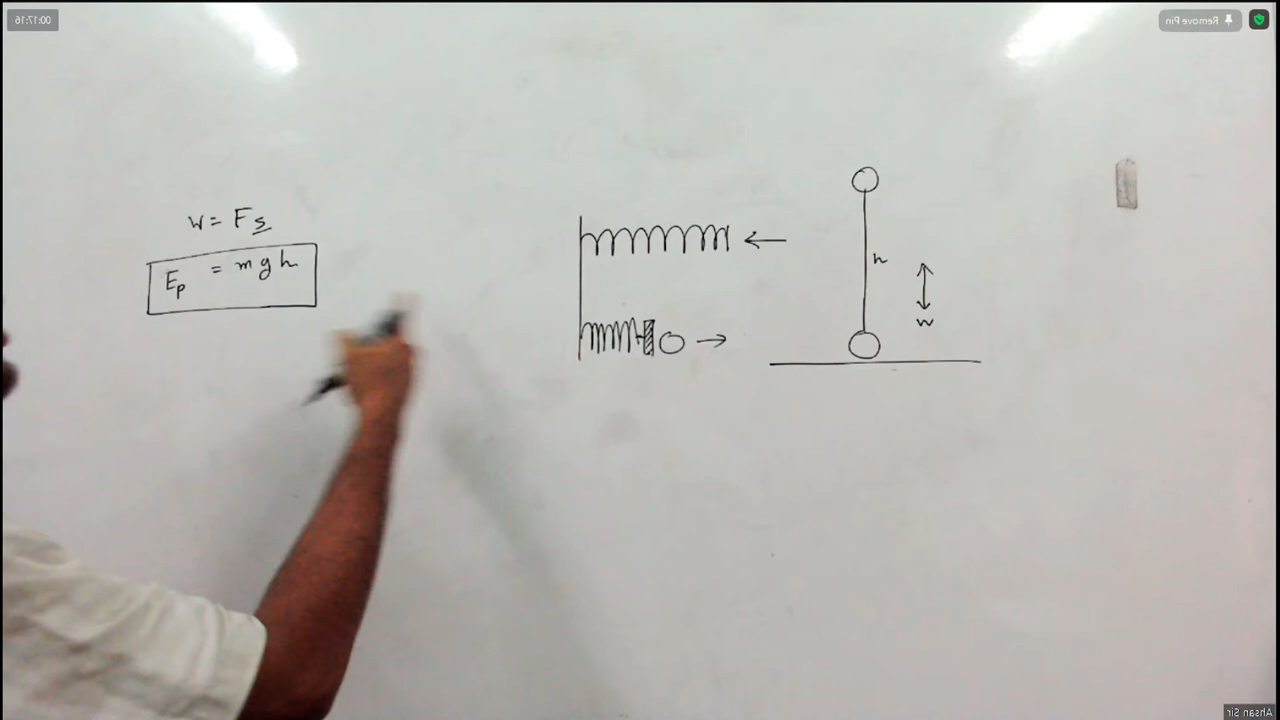 00:17:16
Remove Pin
W = Fs
Ep = mgh
h
w
Ahsan Sir